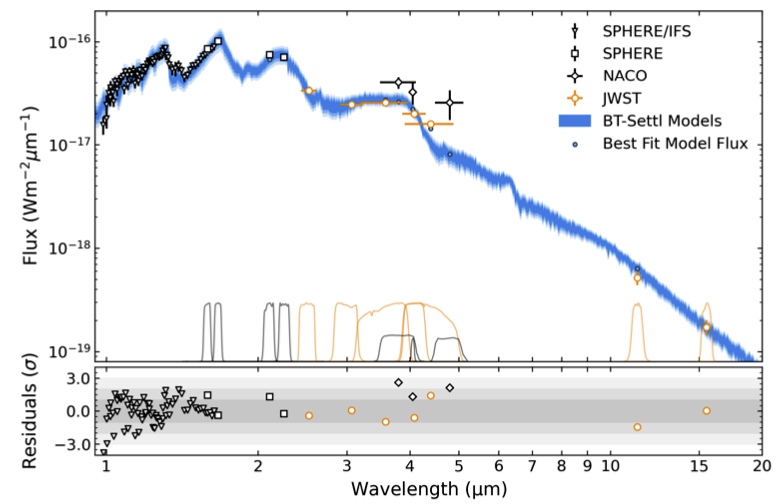 10⁻¹⁶
10⁻¹⁷
10⁻¹⁸
10⁻¹⁹
Flux (Wm⁻²μm⁻¹)
SPHERE/IFS
SPHERE
NACO
JWST
BT-Settl Models
Best Fit Model Flux
3.0
0.0
−3.0
Residuals (σ)
1 2 3 4 5 6 7 8 9 10 15 20
Wavelength (μm)